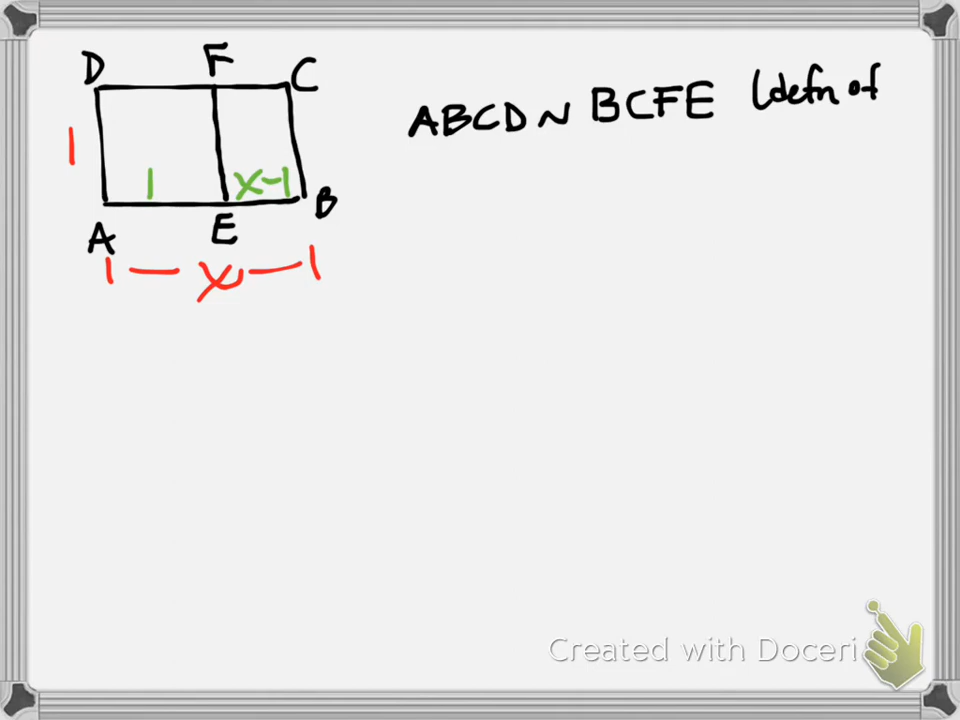 D F C
ABCD ~ BCFE (defn of
1
1 x-1
A E B
1 — x — 1
Created with Doceri